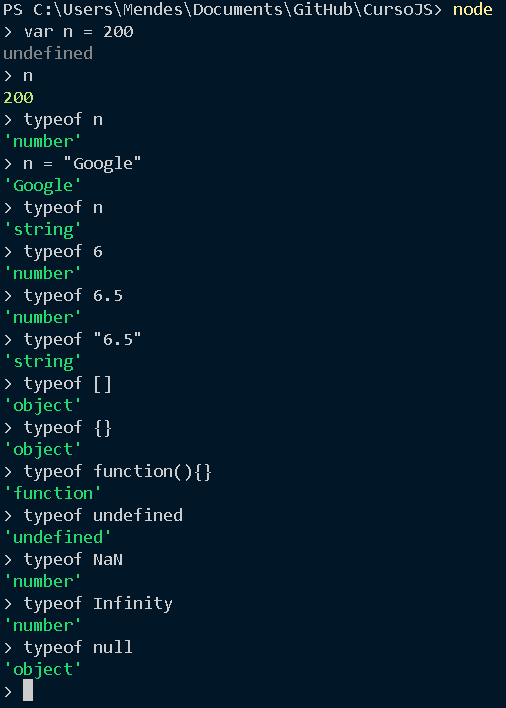 PS C:\Users\Mendes\Documents\GitHub\CursoJS> node
> var n = 200
undefined
> n
200
> typeof n
'number'
> n = "Google"
'Google'
> typeof n
'string'
> typeof 6
'number'
> typeof 6.5
'number'
> typeof "6.5"
'string'
> typeof []
'object'
> typeof {}
'object'
> typeof function(){}
'function'
> typeof undefined
'undefined'
> typeof NaN
'number'
> typeof Infinity
'number'
> typeof null
'object'
>